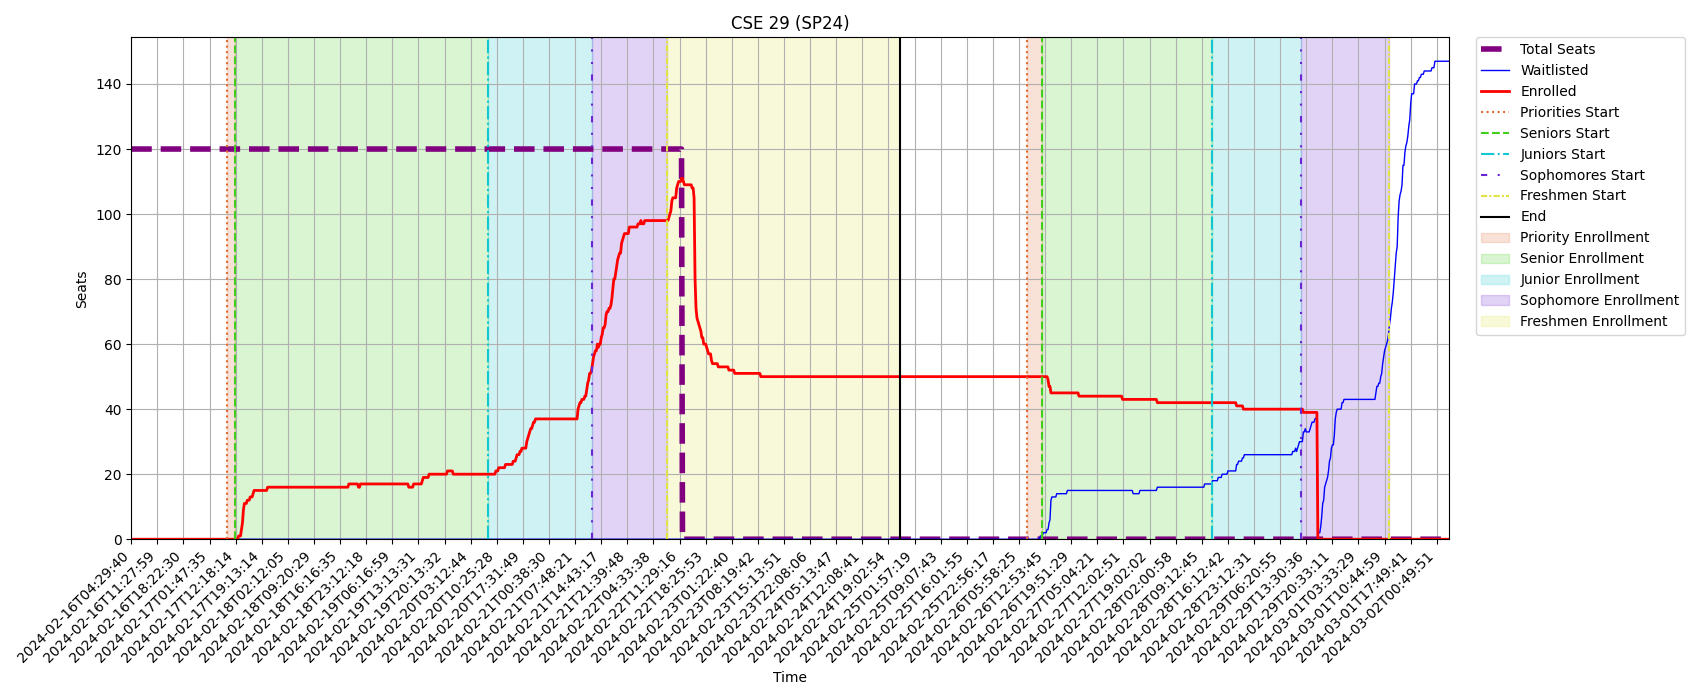 CSE 29 (SP24)
Seats
140
120
100
80
60
40
20
0
2024-02-16T04:29:40
2024-02-16T11:27:59
2024-02-16T18:22:30
2024-02-17T01:47:35
2024-02-17T12:18:14
2024-02-17T19:13:14
2024-02-18T02:12:05
2024-02-18T09:20:29
2024-02-18T16:16:35
2024-02-18T23:12:18
2024-02-19T06:16:59
2024-02-19T13:13:31
2024-02-19T20:13:32
2024-02-20T03:12:44
2024-02-20T10:25:28
2024-02-20T17:31:49
2024-02-21T00:38:30
2024-02-21T07:48:21
2024-02-21T14:43:17
2024-02-21T21:39:48
2024-02-22T04:33:38
2024-02-22T11:29:16
2024-02-22T18:25:53
2024-02-23T01:22:40
2024-02-23T08:19:42
2024-02-23T15:13:51
2024-02-23T22:08:06
2024-02-24T05:13:47
2024-02-24T12:08:41
2024-02-24T19:02:54
2024-02-25T01:57:19
2024-02-25T09:07:43
2024-02-25T16:01:55
2024-02-25T22:56:17
2024-02-26T05:58:25
2024-02-26T12:53:45
2024-02-26T19:51:29
2024-02-27T05:04:21
2024-02-27T12:02:51
2024-02-27T19:02:02
2024-02-28T02:00:58
2024-02-28T09:12:45
2024-02-28T16:12:42
2024-02-28T23:12:31
2024-02-29T06:20:55
2024-02-29T13:30:36
2024-02-29T20:33:11
2024-03-01T03:33:29
2024-03-01T10:44:59
2024-03-01T17:49:41
2024-03-02T00:49:51
Time
Total Seats
Waitlisted
Enrolled
Priorities Start
Seniors Start
Juniors Start
Sophomores Start
Freshmen Start
End
Priority Enrollment
Senior Enrollment
Junior Enrollment
Sophomore Enrollment
Freshmen Enrollment